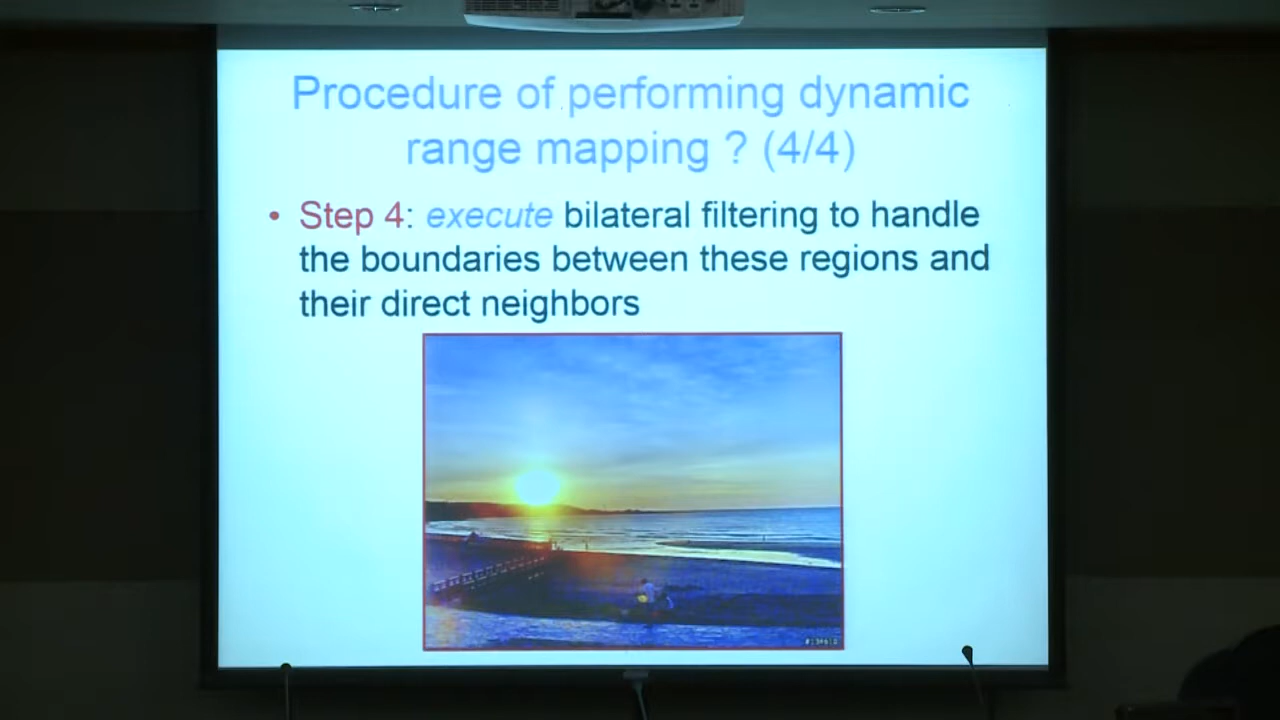 Procedure of performing dynamic
range mapping ? (4/4)
• Step 4: execute bilateral filtering to handle
the boundaries between these regions and
their direct neighbors